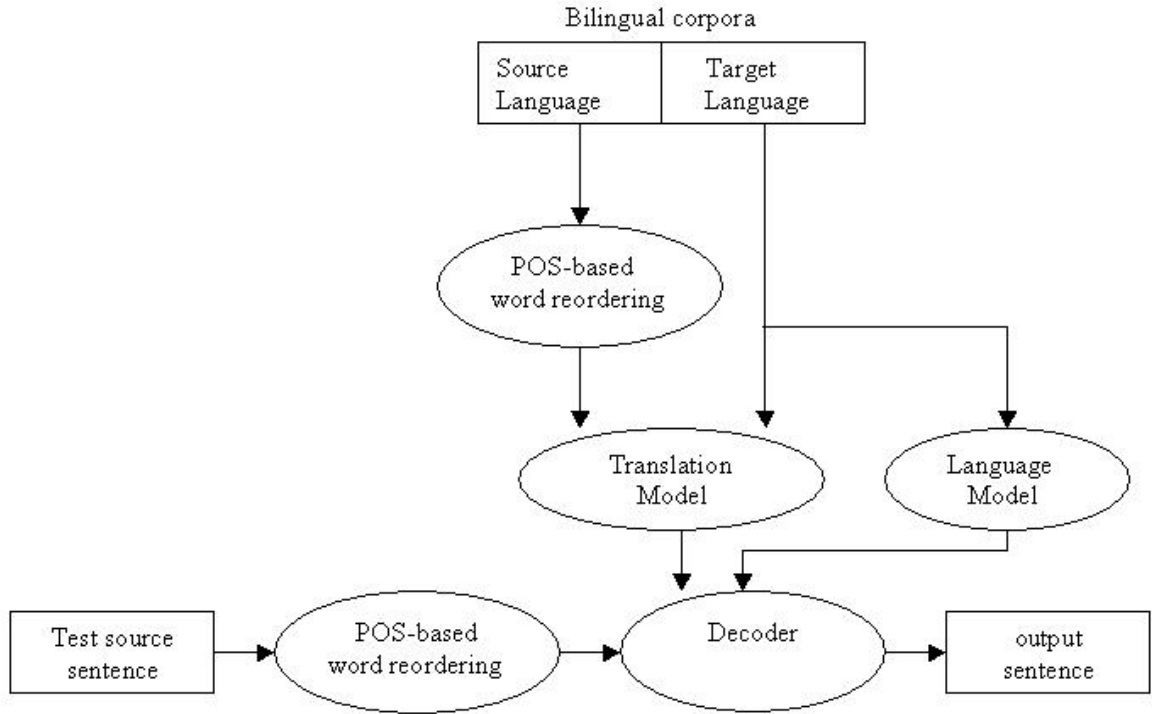 Bilingual corpora
Source
Language
Target
Language
POS-based
word reordering
Translation
Model
Language
Model
Test source
sentence
POS-based
word reordering
Decoder
output
sentence